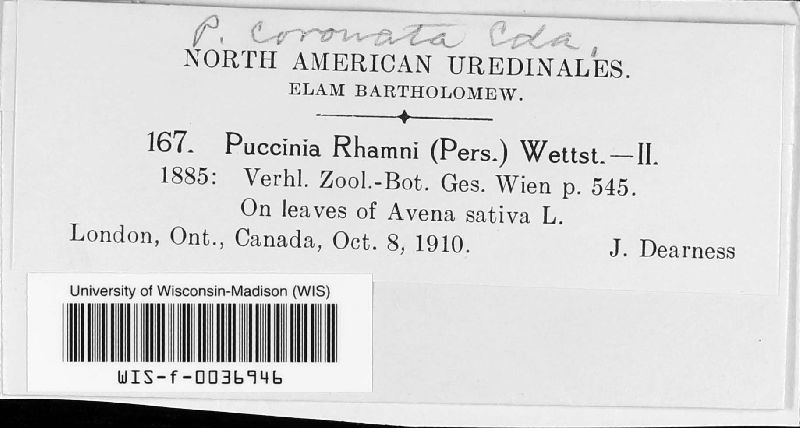 P. coronata Cda.
NORTH AMERICAN UREDINALES.
ELAM BARTHOLOMEW.
167. Puccinia Rhamni (Pers.) Wettst.—II.
1885: Verhl. Zool.-Bot. Ges. Wien p. 545.
On leaves of Avena sativa L.
London, Ont., Canada, Oct. 8, 1910. J. Dearness
University of Wisconsin-Madison (WIS)
WIS-f-0036946